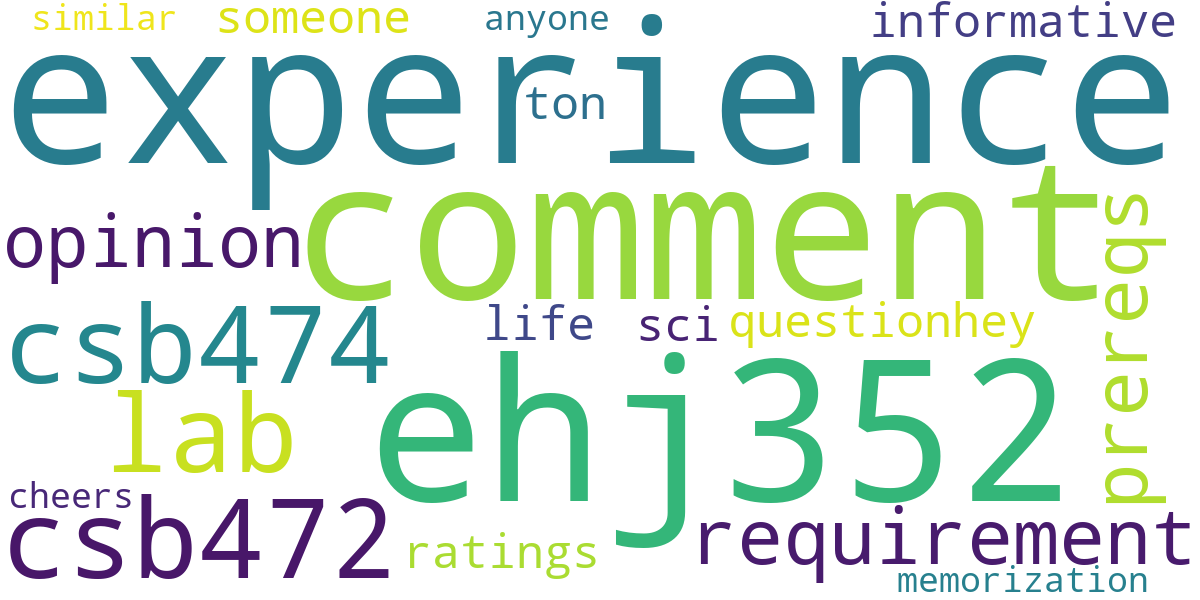 similar
someone
anyone
informative
experience
ton
comment
prereqs
opinion
csb474
life
sci
questionhey
ehj352
lab
cheers
csb472
ratings
requirement
memorization